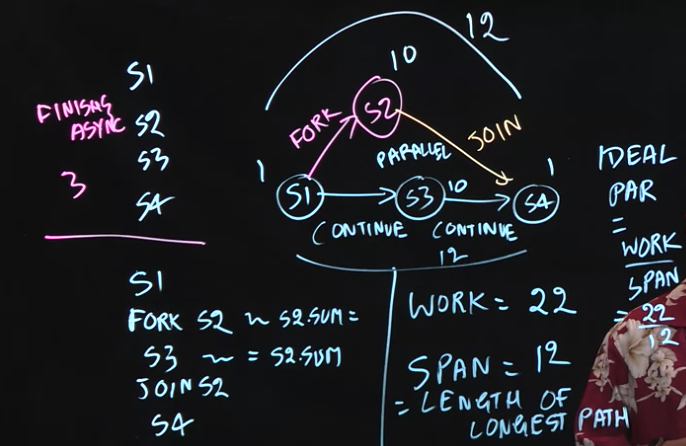 S1
FINISH {
ASYNC S2
S3
}
S4
S1
FORK S2 ~ S2.SUM =
S3 ~ = S2.SUM
JOIN S2
S4
12
10
S2
FORK
JOIN
PARALLEL
1
S1
S3
10
1
S4
CONTINUE
CONTINUE
12
WORK = 22
SPAN = 12
= LENGTH OF
LONGEST PATH
IDEAL
PAR
=
WORK
SPAN
= 22
12